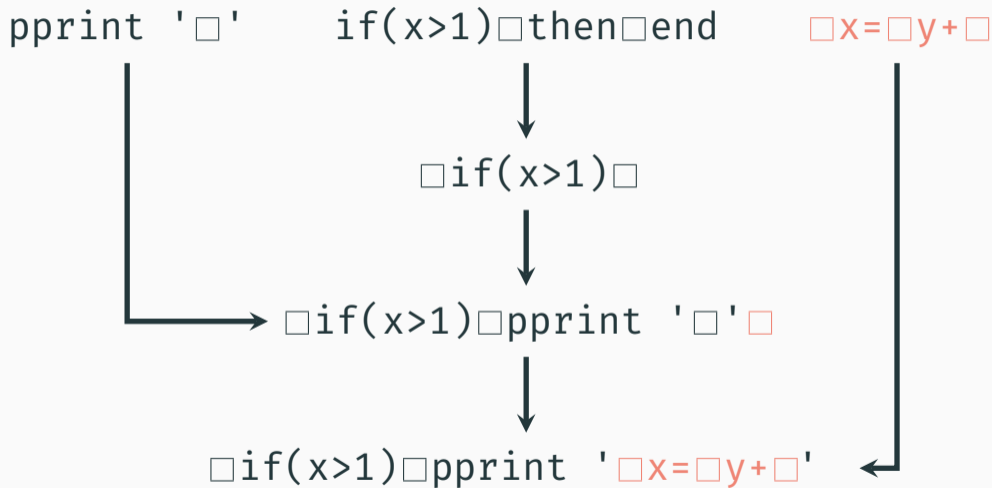 pprint '□' if(x>1)□then□end □x=□y+□
□if(x>1)□
□if(x>1)□pprint '□'□
□if(x>1)□pprint '□x=□y+□'